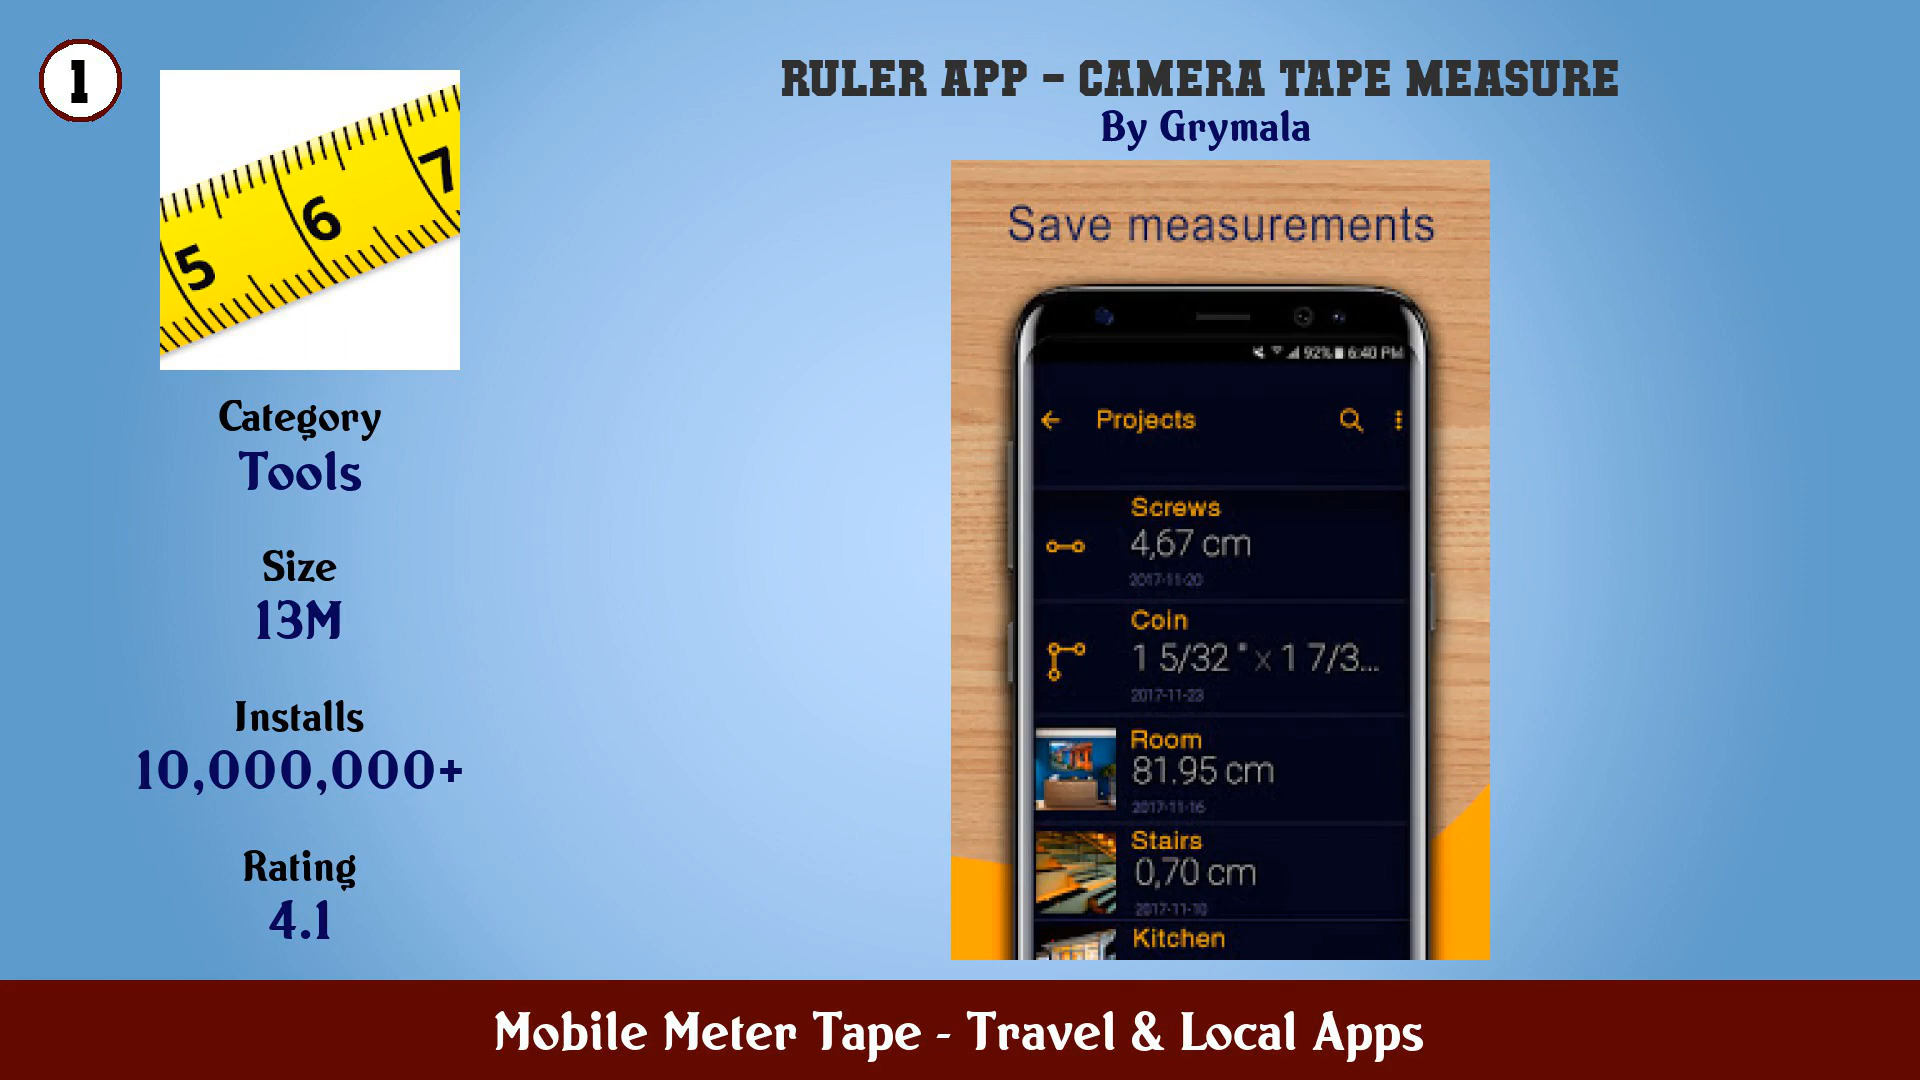 1
RULER APP - CAMERA TAPE MEASURE
By Grymala
5
6
7
Category
Tools
Size
13M
Installs
10,000,000+
Rating
4.1
Save measurements
92% 6:40 PM
Projects
Screws
4,67 cm
2017-11-20
Coin
1 5/32 " x 1 7/3...
2017-11-23
Room
81.95 cm
2017-11-16
Stairs
0,70 cm
2017-11-10
Kitchen
Mobile Meter Tape - Travel & Local Apps